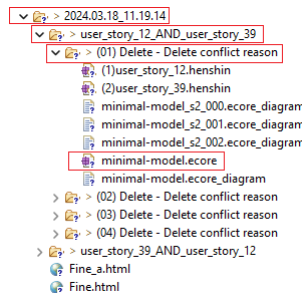 > 2024.03.18_11.19.14
> user_story_12_AND_user_story_39
> (01) Delete - Delete conflict reason
(1)user_story_12.henshin
(2)user_story_39.henshin
minimal-model_s2_000.ecore_diagram
minimal-model_s2_001.ecore_diagram
minimal-model_s2_002.ecore_diagram
minimal-model.ecore
minimal-model.ecore_diagram
> (02) Delete - Delete conflict reason
> (03) Delete - Delete conflict reason
> (04) Delete - Delete conflict reason
> user_story_39_AND_user_story_12
Fine_a.html
Fine.html